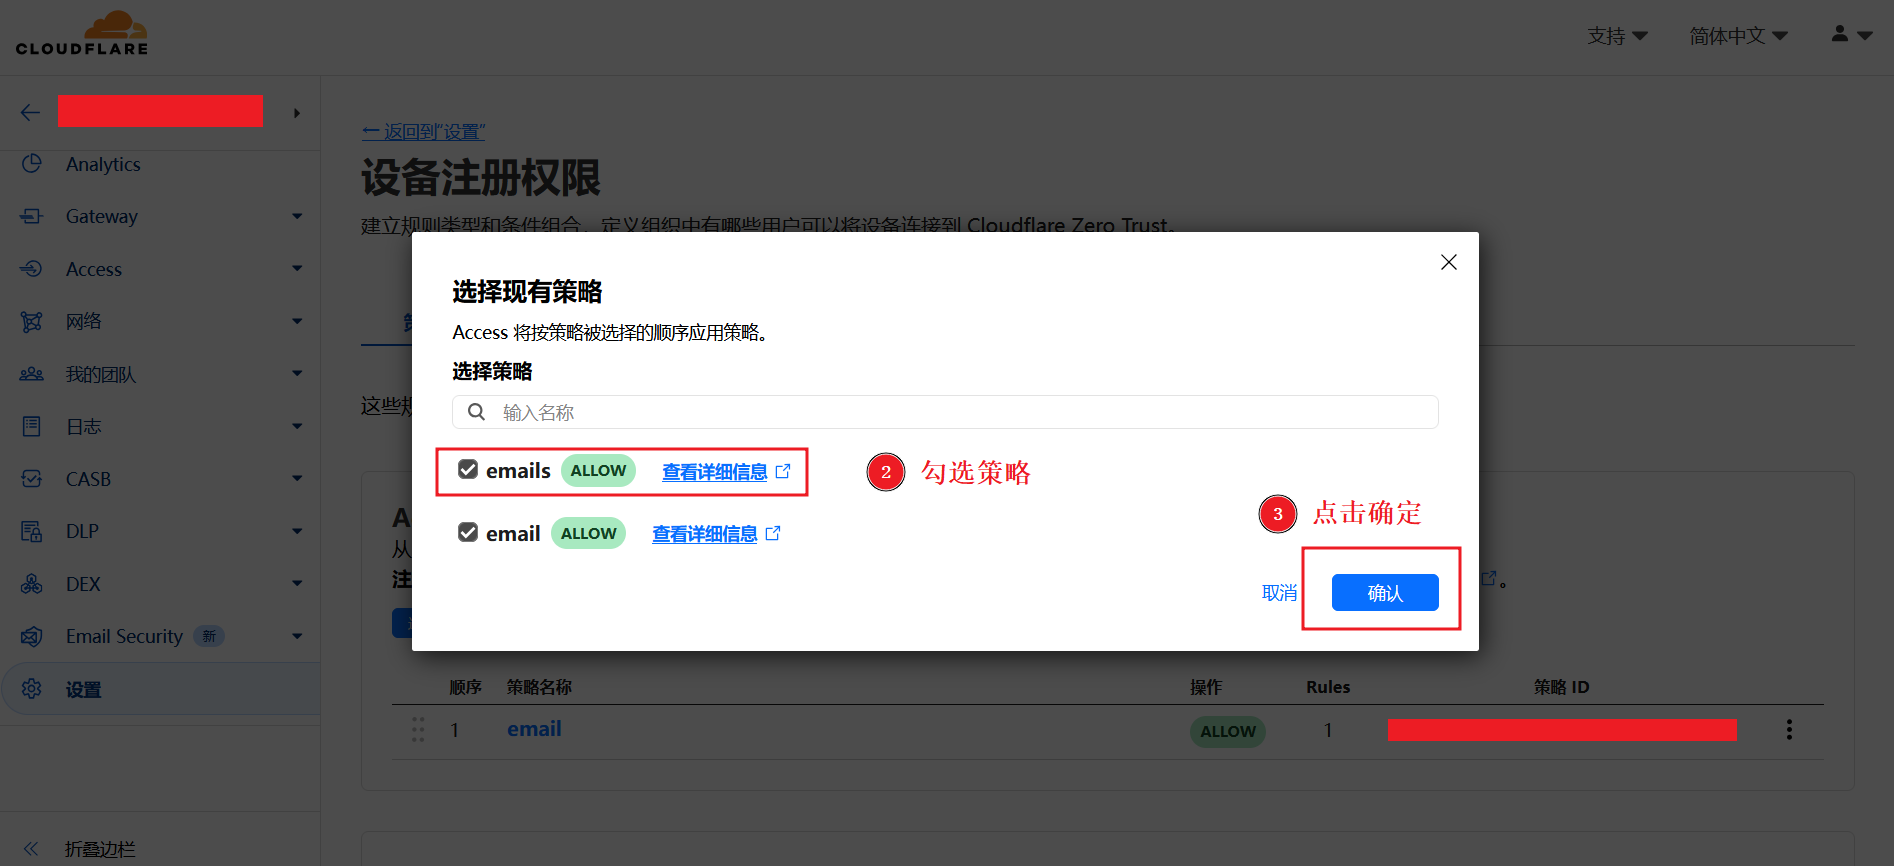 CLOUDFLARE
支持
简体中文
Analytics
Gateway
Access
网络
我的团队
日志
CASB
DLP
DEX
Email Security 新
设置
折叠边栏
← 返回到“设置”
设备注册权限
建立规则类型和条件组合，定义组织中有哪些用户可以将设备连接到 Cloudflare Zero Trust。
这些规
选择现有策略
Access 将按策略被选择的顺序应用策略。
选择策略
输入名称
emails ALLOW 查看详细信息
2 勾选策略
email ALLOW 查看详细信息
3 点击确定
取消 确认
A
从
注
。
顺序 策略名称 操作 Rules 策略 ID
1 email ALLOW 1